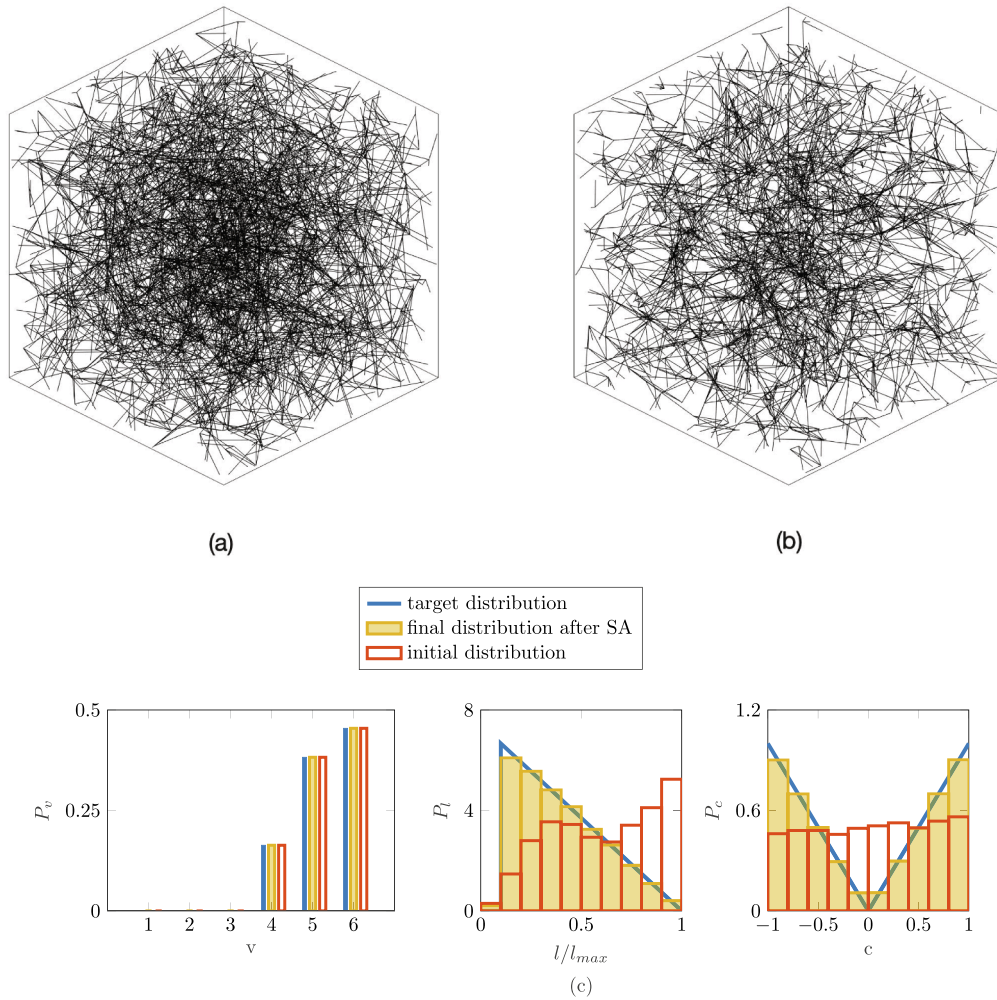 (a)
(b)
target distribution
final distribution after SA
initial distribution
0.5
0.25
0
P_v
1 2 3 4 5 6
v
8
4
0
P_l
0 0.5 1
l/l_{max}
1.2
0.6
0
P_c
−1 −0.5 0 0.5 1
c
(c)